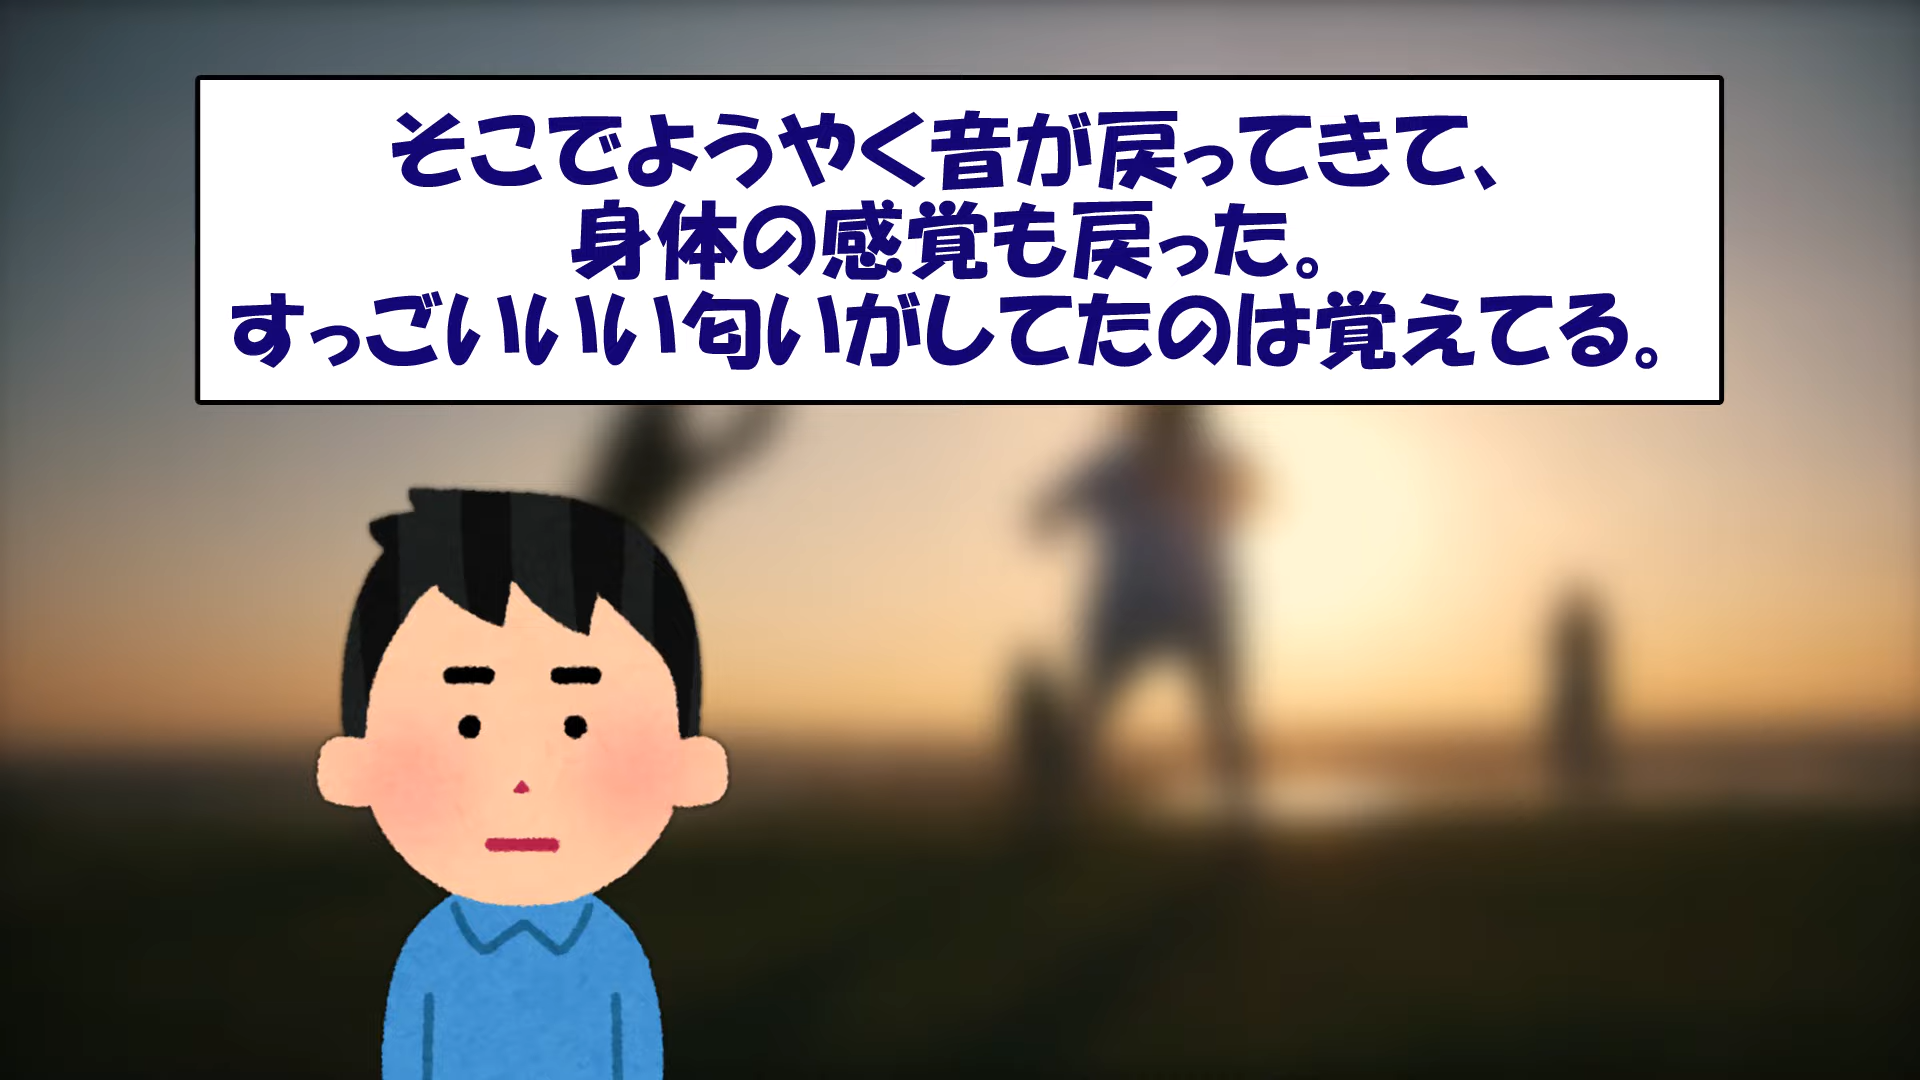 そこでようやく音が戻ってきて、
身体の感覚も戻った。
すっごいいい匂いがしてたのは覚えてる。